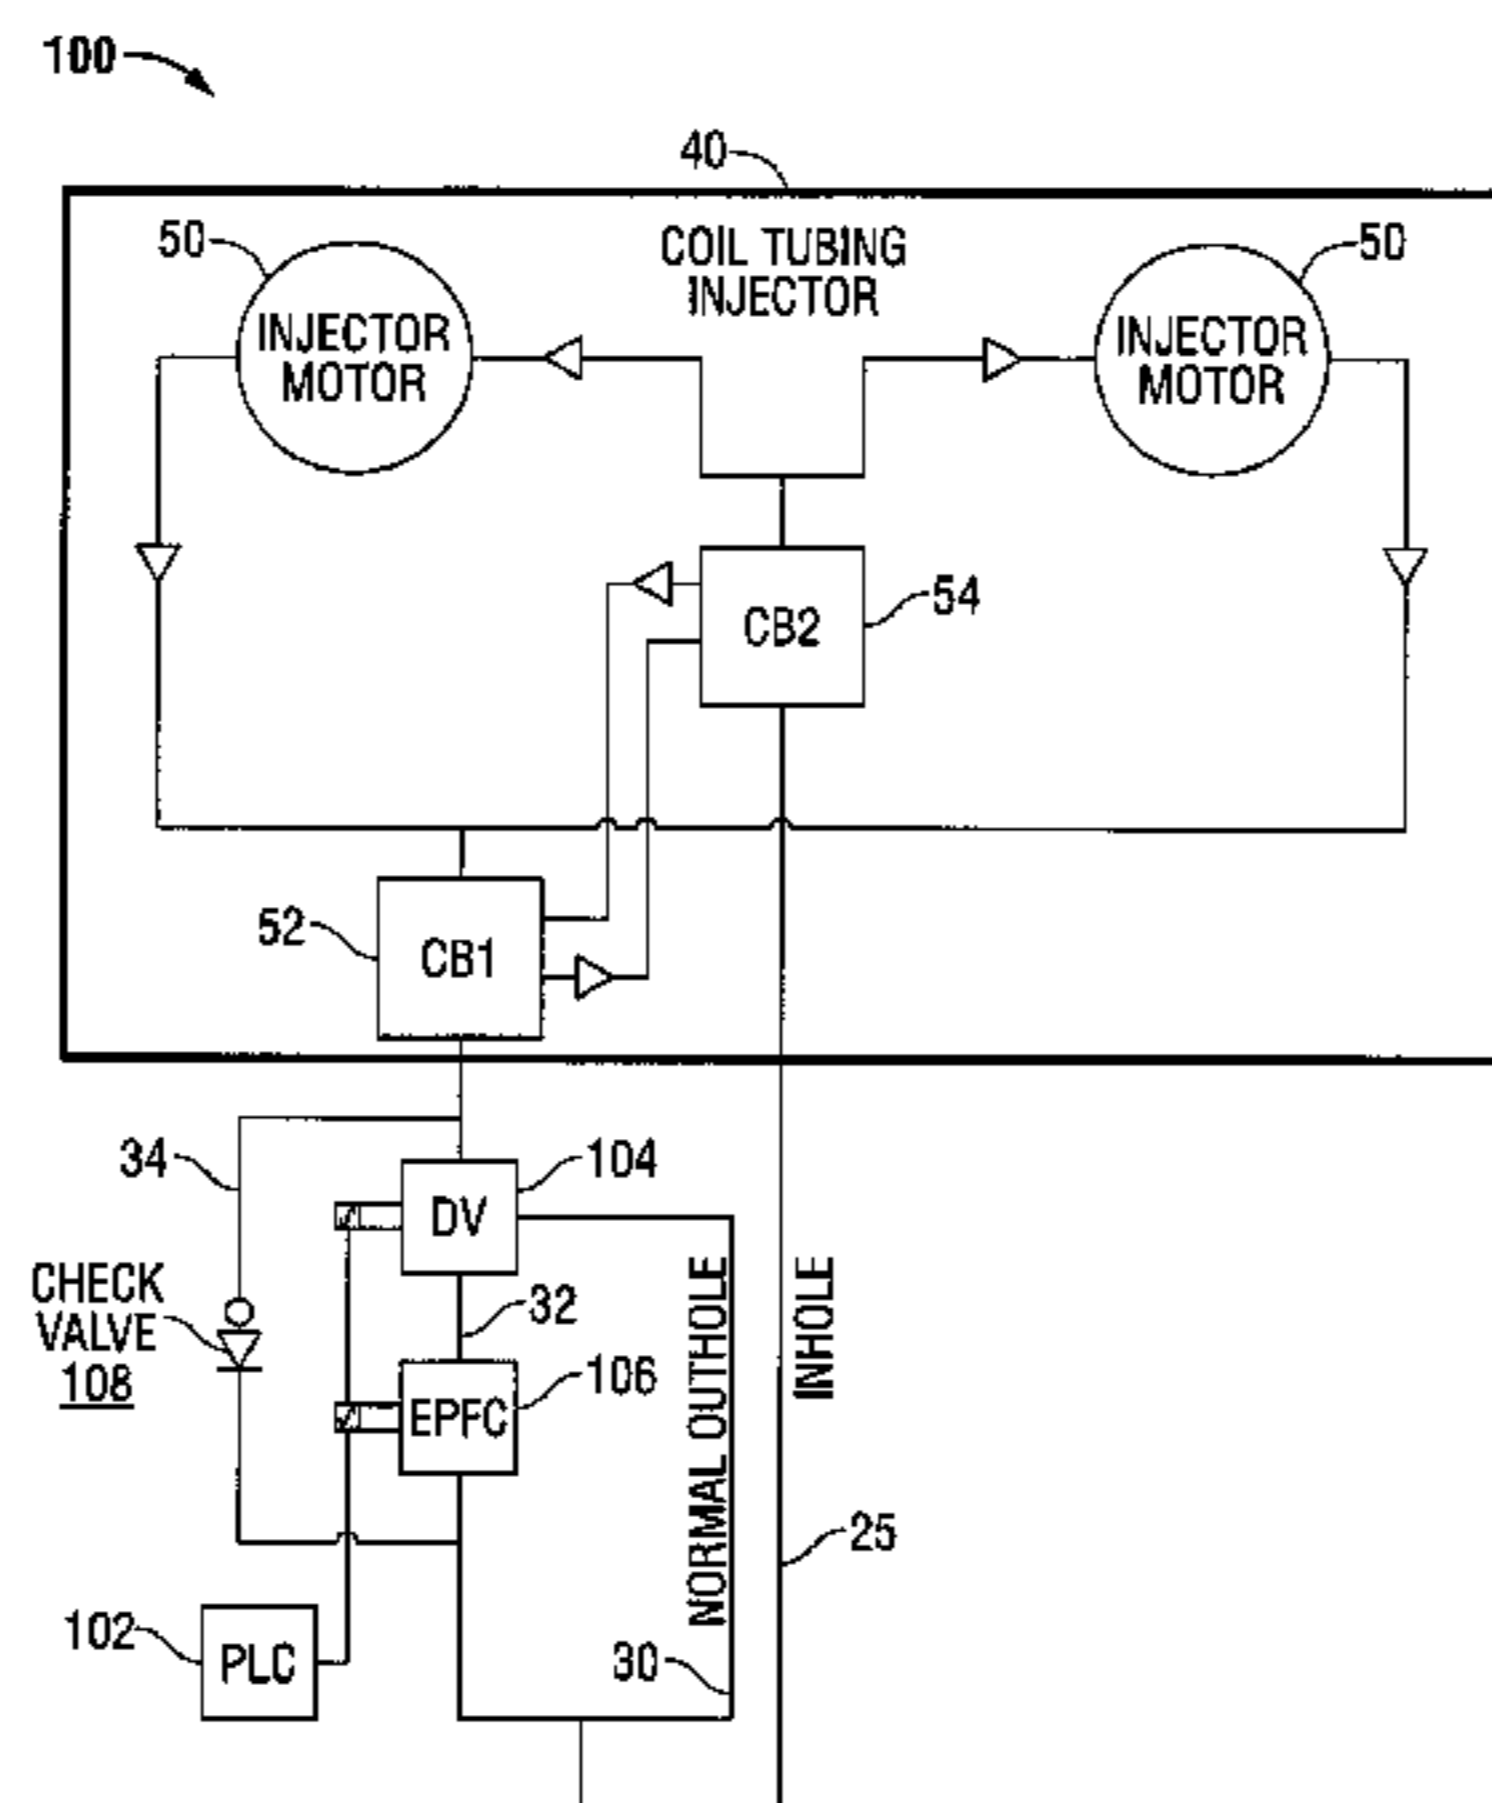 100
40
50
COIL TUBING
INJECTOR
50
INJECTOR
MOTOR
INJECTOR
MOTOR
CB2
54
52
CB1
34
104
DV
CHECK
VALVE
108
32
106
EPFC
NORMAL OUTHOLE
INHOLE
25
102
PLC
30